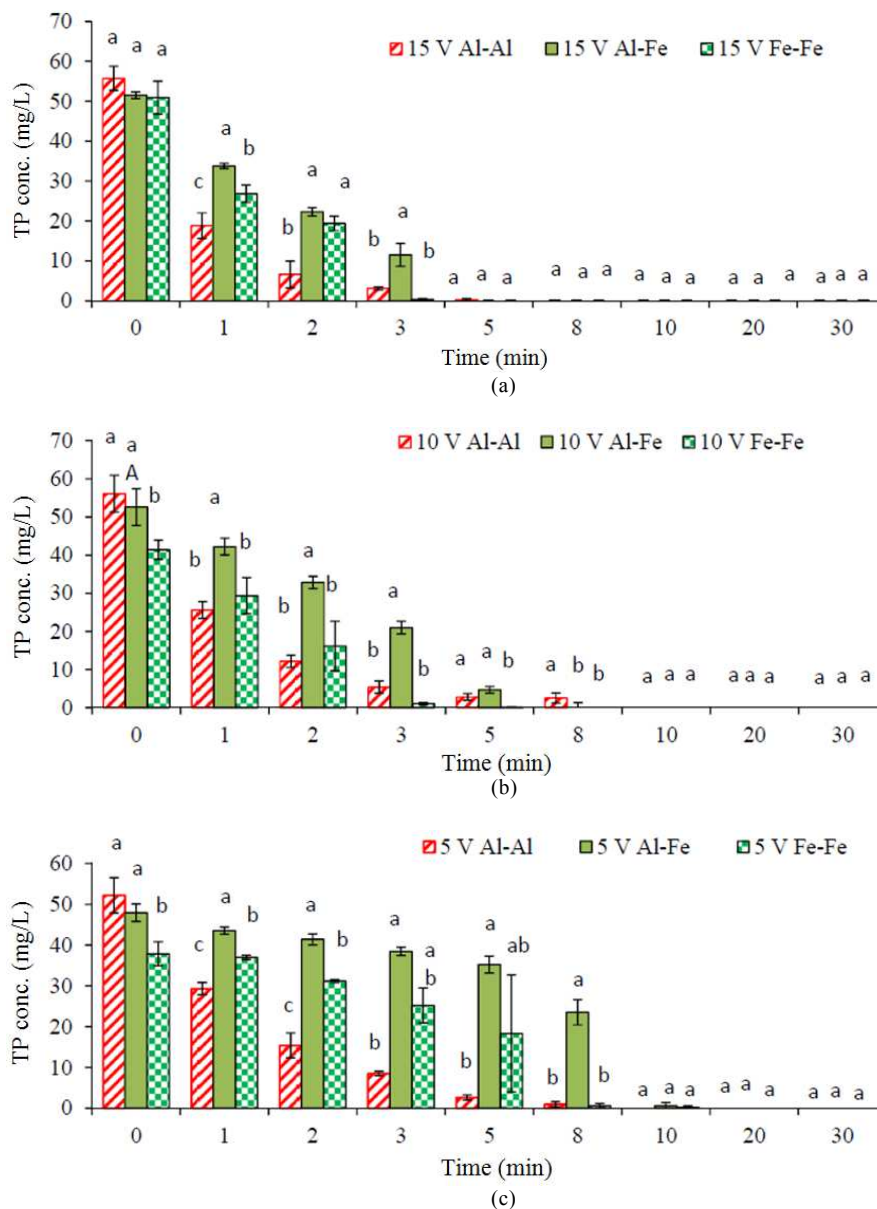 70
60
50
40
30
20
10
0
TP conc. (mg/L)
15 V Al-Al 15 V Al-Fe 15 V Fe-Fe
a a a
c a b
b a a
b a b
a a a
a a a
a a a
a a a
a a a
0 1 2 3 5 8 10 20 30
Time (min)
(a)
70
60
50
40
30
20
10
0
TP conc. (mg/L)
10 V Al-Al 10 V Al-Fe 10 V Fe-Fe
a a A b
b a b
b a b
b a b
a a b
a b b
a a a
a a a
a a a
0 1 2 3 5 8 10 20 30
Time (min)
(b)
60
50
40
30
20
10
0
TP conc. (mg/L)
5 V Al-Al 5 V Al-Fe 5 V Fe-Fe
a a b
c a b
c a b
b a a b
b a ab
b a b
a a a
a a a
a a a
0 1 2 3 5 8 10 20 30
Time (min)
(c)